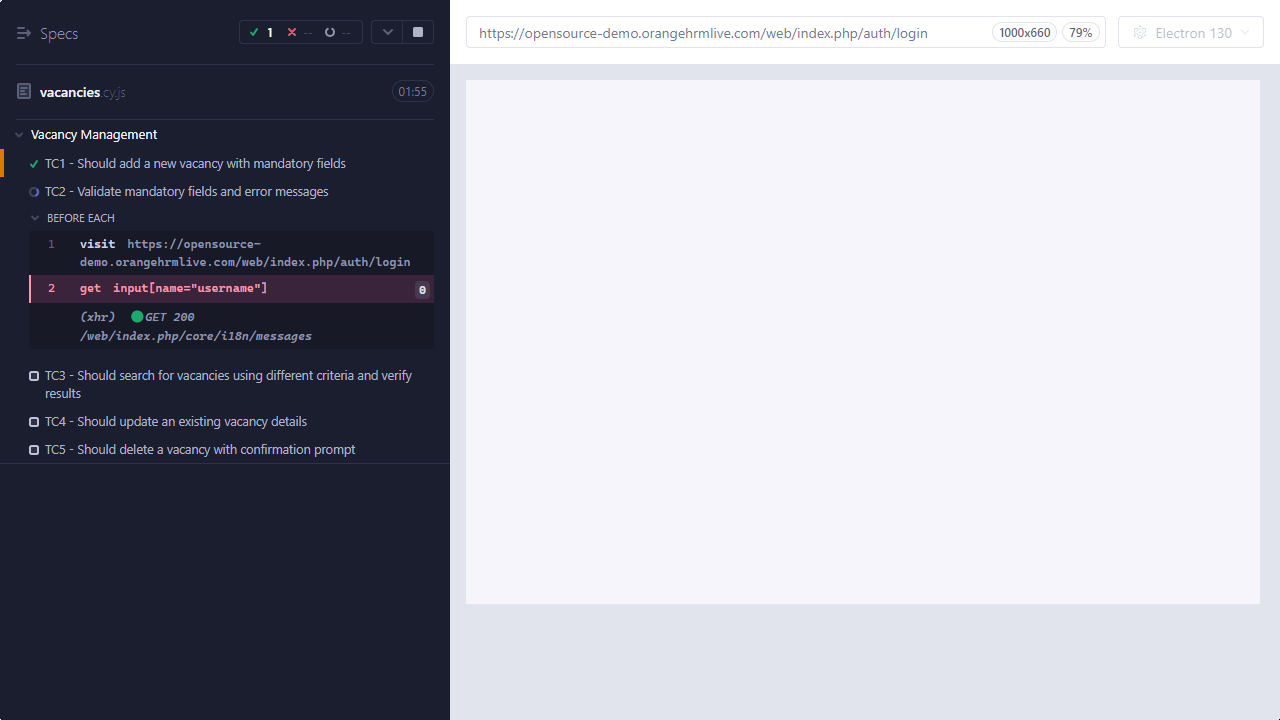 Specs
1 -- --
https://opensource-demo.orangehrmlive.com/web/index.php/auth/login
1000x660
79%
Electron 130
vacancies.cy.js
01:55
Vacancy Management
TC1 - Should add a new vacancy with mandatory fields
TC2 - Validate mandatory fields and error messages
BEFORE EACH
1 visit https://opensource-
demo.orangehrmlive.com/web/index.php/auth/login
2 get input[name="username"] 0
(xhr) GET 200
/web/index.php/core/i18n/messages
TC3 - Should search for vacancies using different criteria and verify
results
TC4 - Should update an existing vacancy details
TC5 - Should delete a vacancy with confirmation prompt